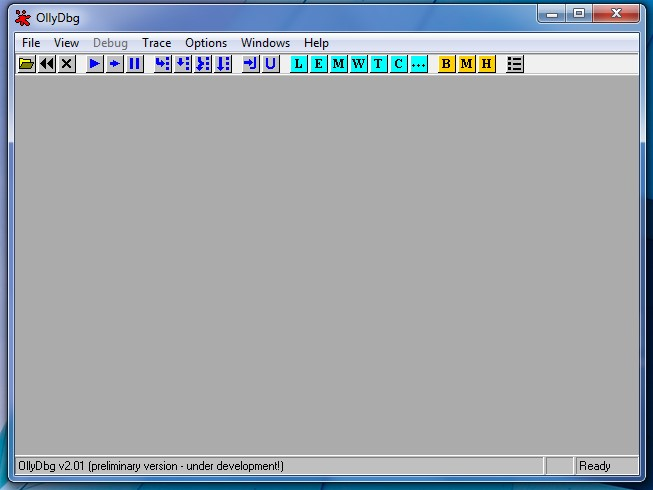 OllyDbg
File View Debug Trace Options Windows Help
L E M W T C ... B M H
OllyDbg v2.01 (preliminary version - under development!) Ready